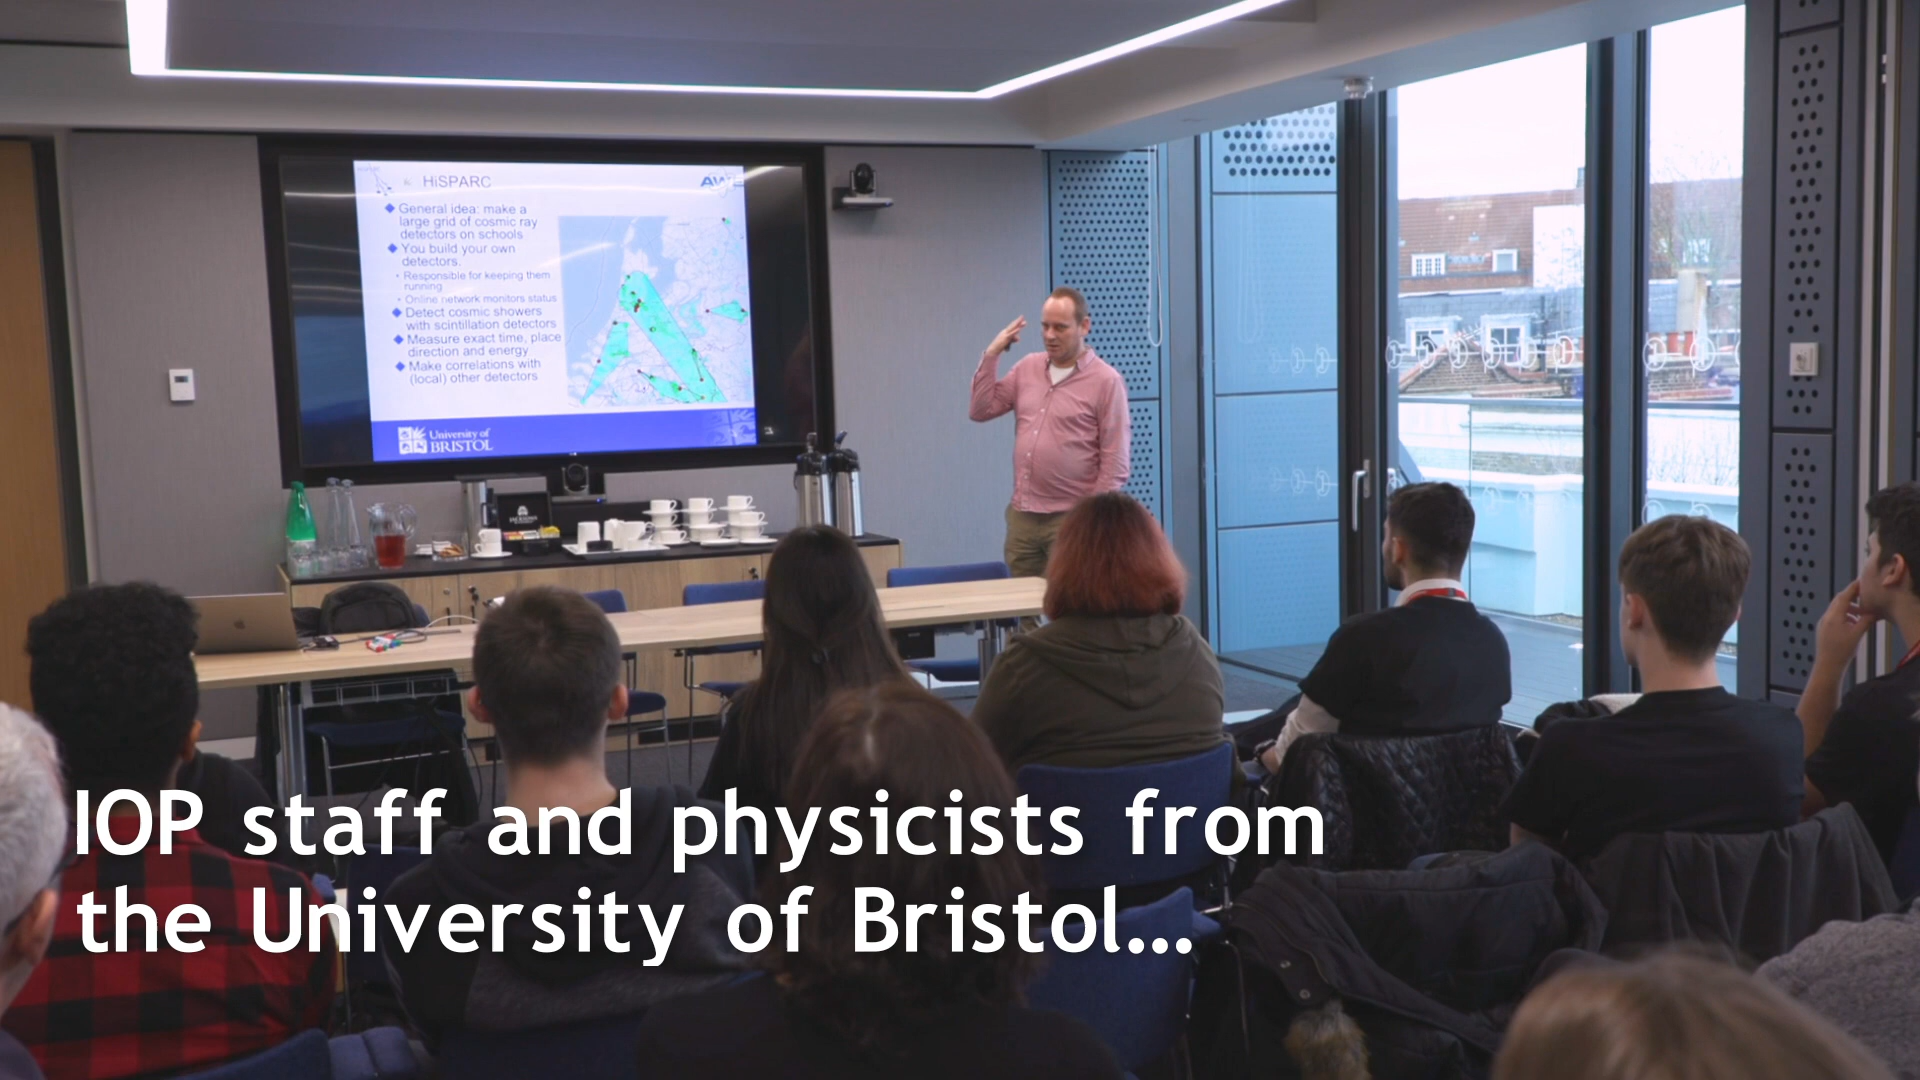 HiSPARC
General idea: make a
large grid of cosmic ray
detectors on schools
You build your own
detectors.
Responsible for keeping them
running
Online network monitors status
Detect cosmic showers
with scintillation detectors
Measure exact time, place
direction and energy
Make correlations with
(local) other detectors
University of
BRISTOL
IOP staff and physicists from
the University of Bristol...